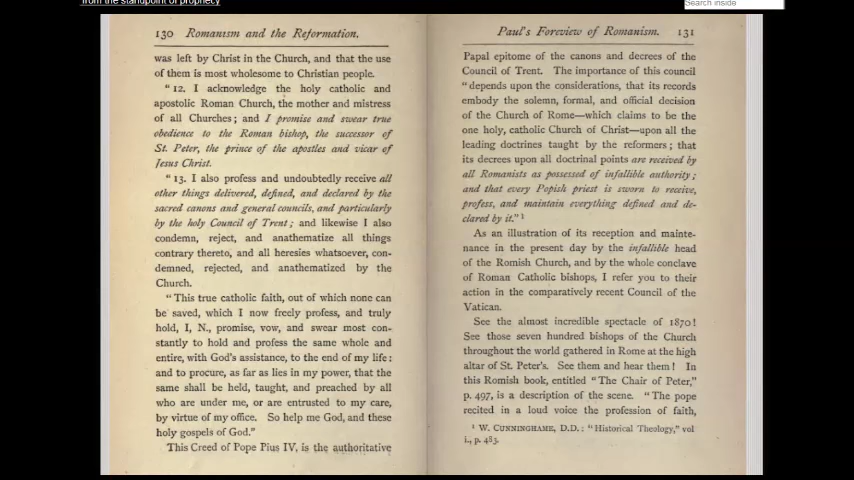 from the standpoint of prophecy
Search inside
130 Romanism and the Reformation.
was left by Christ in the Church, and that the use
of them is most wholesome to Christian people.
"12. I acknowledge the holy catholic and
apostolic Roman Church, the mother and mistress
of all Churches; and I promise and swear true
obedience to the Roman bishop, the successor of
St. Peter, the prince of the apostles and vicar of
Jesus Christ.
"13. I also profess and undoubtedly receive all
other things delivered, defined, and declared by the
sacred canons and general councils, and particularly
by the holy Council of Trent; and likewise I also
condemn, reject, and anathematize all things
contrary thereto, and all heresies whatsoever, con-
demned, rejected, and anathematized by the
Church.
"This true catholic faith, out of which none can
be saved, which I now freely profess, and truly
hold, I, N., promise, vow, and swear most con-
stantly to hold and profess the same whole and
entire, with God's assistance, to the end of my life:
and to procure, as far as lies in my power, that the
same shall be held, taught, and preached by all
who are under me, or are entrusted to my care,
by virtue of my office. So help me God, and these
holy gospels of God."
This Creed of Pope Pius IV, is the authoritative
Paul's Foreview of Romanism. 131
Papal epitome of the canons and decrees of the
Council of Trent. The importance of this council
"depends upon the considerations, that its records
embody the solemn, formal, and official decision
of the Church of Rome—which claims to be the
one holy, catholic Church of Christ—upon all the
leading doctrines taught by the reformers; that
its decrees upon all doctrinal points are received by
all Romanists as possessed of infallible authority;
and that every Popish priest is sworn to receive,
profess, and maintain everything defined and de-
clared by it."¹
As an illustration of its reception and mainte-
nance in the present day by the infallible head
of the Romish Church, and by the whole conclave
of Roman Catholic bishops, I refer you to their
action in the comparatively recent Council of the
Vatican.
See the almost incredible spectacle of 1870!
See those seven hundred bishops of the Church
throughout the world gathered in Rome at the high
altar of St. Peter's. See them and hear them! In
this Romish book, entitled "The Chair of Peter,"
p. 497, is a description of the scene. "The pope
recited in a loud voice the profession of faith,
¹ W. CUNNINGHAME, D.D.: "Historical Theology," vol
i., p. 483.